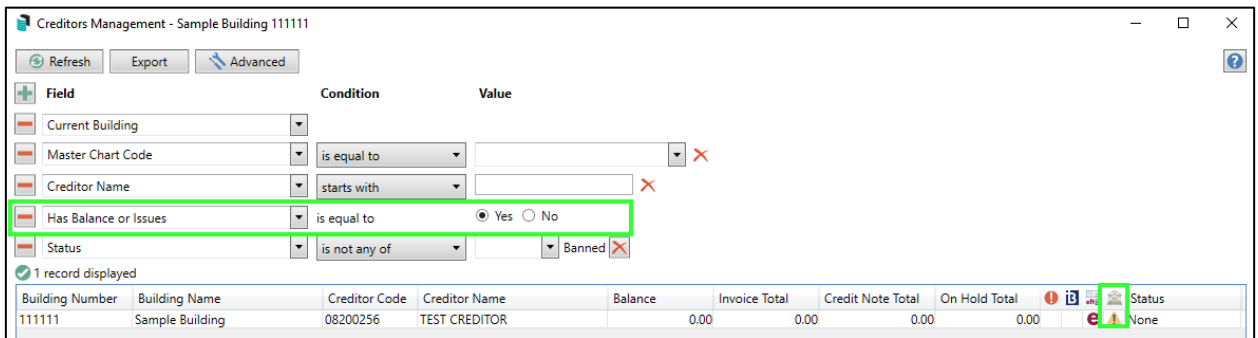 Creditors Management - Sample Building 111111
Refresh Export Advanced ?
Field Condition Value
Current Building
Master Chart Code is equal to
Creditor Name starts with
Has Balance or Issues is equal to Yes No
Status is not any of Banned
1 record displayed
Building Number Building Name Creditor Code Creditor Name Balance Invoice Total Credit Note Total On Hold Total Status
111111 Sample Building 08200256 TEST CREDITOR 0.00 0.00 0.00 0.00 e None